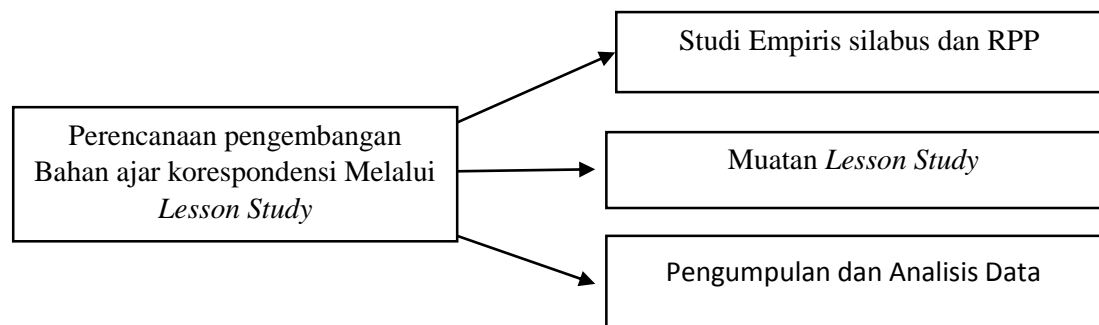 Studi Empiris silabus dan RPP
Perencanaan pengembangan
Bahan ajar korespondensi Melalui
Lesson Study
Muatan Lesson Study
Pengumpulan dan Analisis Data